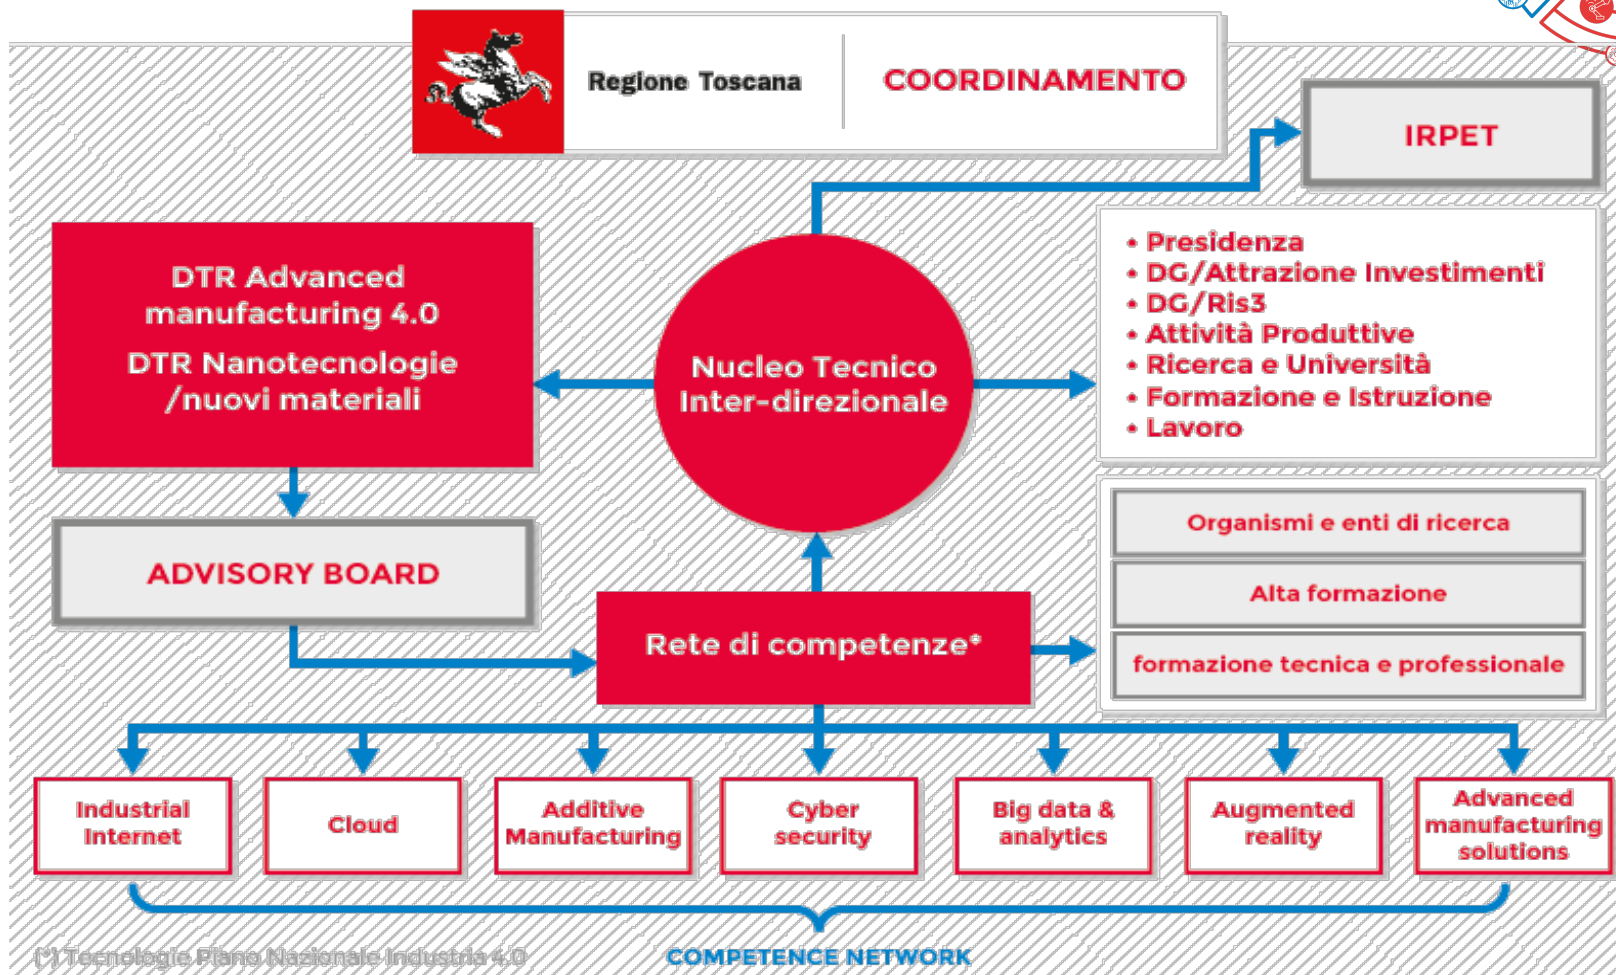 Regione Toscana
COORDINAMENTO
IRPET
DTR Advanced
manufacturing 4.0
DTR Nanotecnologie
/nuovi materiali
Nucleo Tecnico
Inter-direzionale
• Presidenza
• DG/Attrazione Investimenti
• DG/Ris3
• Attività Produttive
• Ricerca e Università
• Formazione e Istruzione
• Lavoro
ADVISORY BOARD
Rete di competenze*
Organismi e enti di ricerca
Alta formazione
formazione tecnica e professionale
Industrial
Internet
Cloud
Additive
Manufacturing
Cyber
security
Big data &
analytics
Augmented
reality
Advanced
manufacturing
solutions
(*) Tecnologie Piano Nazionale Industria 4.0
COMPETENCE NETWORK